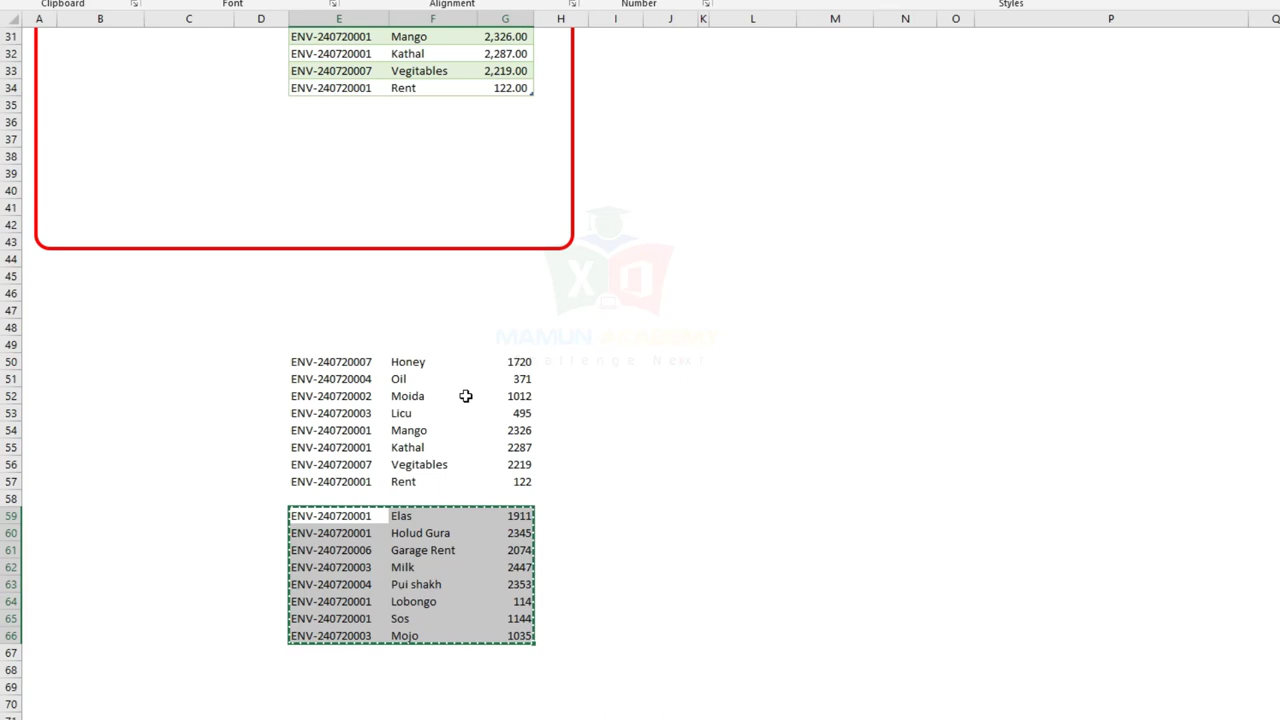 Clipboard Font Alignment Number Styles
A B C D E F G H I J K L M N O P Q
31 ENV-240720001 Mango 2,326.00
32 ENV-240720001 Kathal 2,287.00
33 ENV-240720007 Vegitables 2,219.00
34 ENV-240720001 Rent 122.00
35
36
37
38
39
40
41
42
43
44
45
46
47
48
MAMUN ACADEMY
49
50 ENV-240720007 Honey 1720
Challenge Next
51 ENV-240720004 Oil 371
52 ENV-240720002 Moida 1012
53 ENV-240720003 Licu 495
54 ENV-240720001 Mango 2326
55 ENV-240720001 Kathal 2287
56 ENV-240720007 Vegitables 2219
57 ENV-240720001 Rent 122
58
59 ENV-240720001 Elas 1911
60 ENV-240720001 Holud Gura 2345
61 ENV-240720006 Garage Rent 2074
62 ENV-240720003 Milk 2447
63 ENV-240720004 Pui shakh 2353
64 ENV-240720001 Lobongo 114
65 ENV-240720001 Sos 1144
66 ENV-240720003 Mojo 1035
67
68
69
70